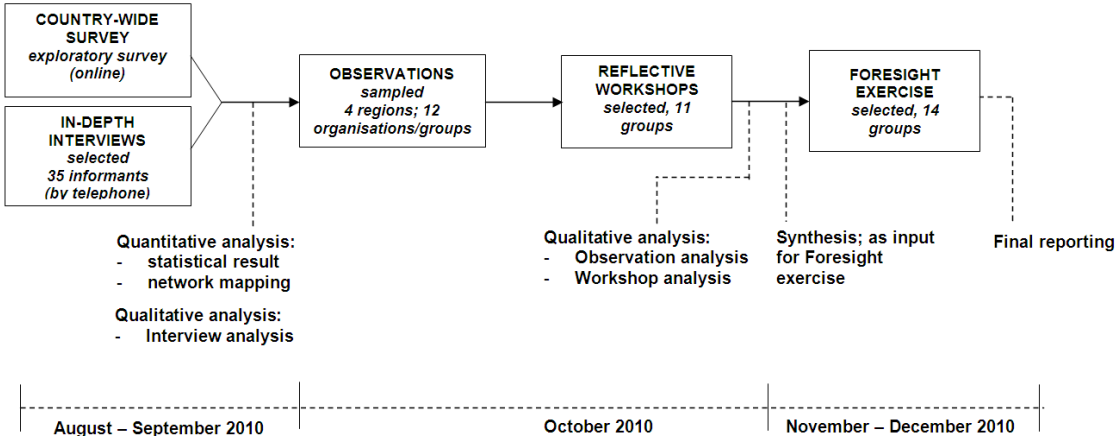 COUNTRY-WIDE
SURVEY
exploratory survey
(online)
IN-DEPTH
INTERVIEWS
selected
35 informants
(by telephone)
OBSERVATIONS
sampled
4 regions; 12
organisations/groups
REFLECTIVE
WORKSHOPS
selected, 11
groups
FORESIGHT
EXERCISE
selected, 14
groups
Quantitative analysis:
- statistical result
- network mapping
Qualitative analysis:
- Interview analysis
Qualitative analysis:
- Observation analysis
- Workshop analysis
Synthesis; as input
for Foresight
exercise
Final reporting
August – September 2010
October 2010
November – December 2010